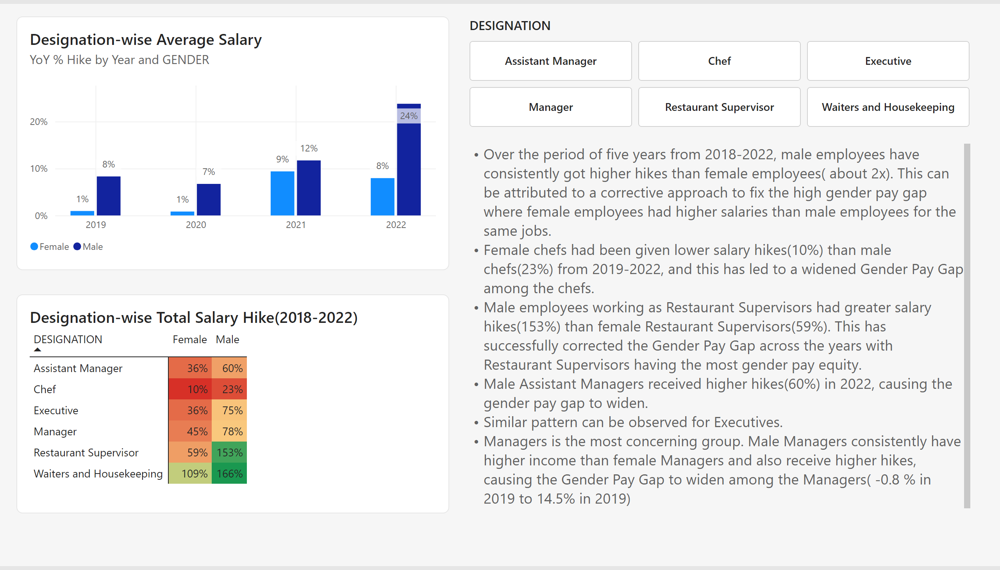 Designation-wise Average Salary
YoY % Hike by Year and GENDER
20%
10%
0%
1%
8%
1%
7%
9%
12%
8%
24%
2019
2020
2021
2022
Female Male
Designation-wise Total Salary Hike(2018-2022)
DESIGNATION Female Male
Assistant Manager 36% 60%
Chef 10% 23%
Executive 36% 75%
Manager 45% 78%
Restaurant Supervisor 59% 153%
Waiters and Housekeeping 109% 166%
DESIGNATION
Assistant Manager
Chef
Executive
Manager
Restaurant Supervisor
Waiters and Housekeeping
• Over the period of five years from 2018-2022, male employees have
consistently got higher hikes than female employees( about 2x). This can
be attributed to a corrective approach to fix the high gender pay gap
where female employees had higher salaries than male employees for the
same jobs.
• Female chefs had been given lower salary hikes(10%) than male
chefs(23%) from 2019-2022, and this has led to a widened Gender Pay Gap
among the chefs.
• Male employees working as Restaurant Supervisors had greater salary
hikes(153%) than female Restaurant Supervisors(59%). This has
successfully corrected the Gender Pay Gap across the years with
Restaurant Supervisors having the most gender pay equity.
• Male Assistant Managers received higher hikes(60%) in 2022, causing the
gender pay gap to widen.
• Similar pattern can be observed for Executives.
• Managers is the most concerning group. Male Managers consistently have
higher income than female Managers and also receive higher hikes,
causing the Gender Pay Gap to widen among the Managers( -0.8 % in
2019 to 14.5% in 2019)